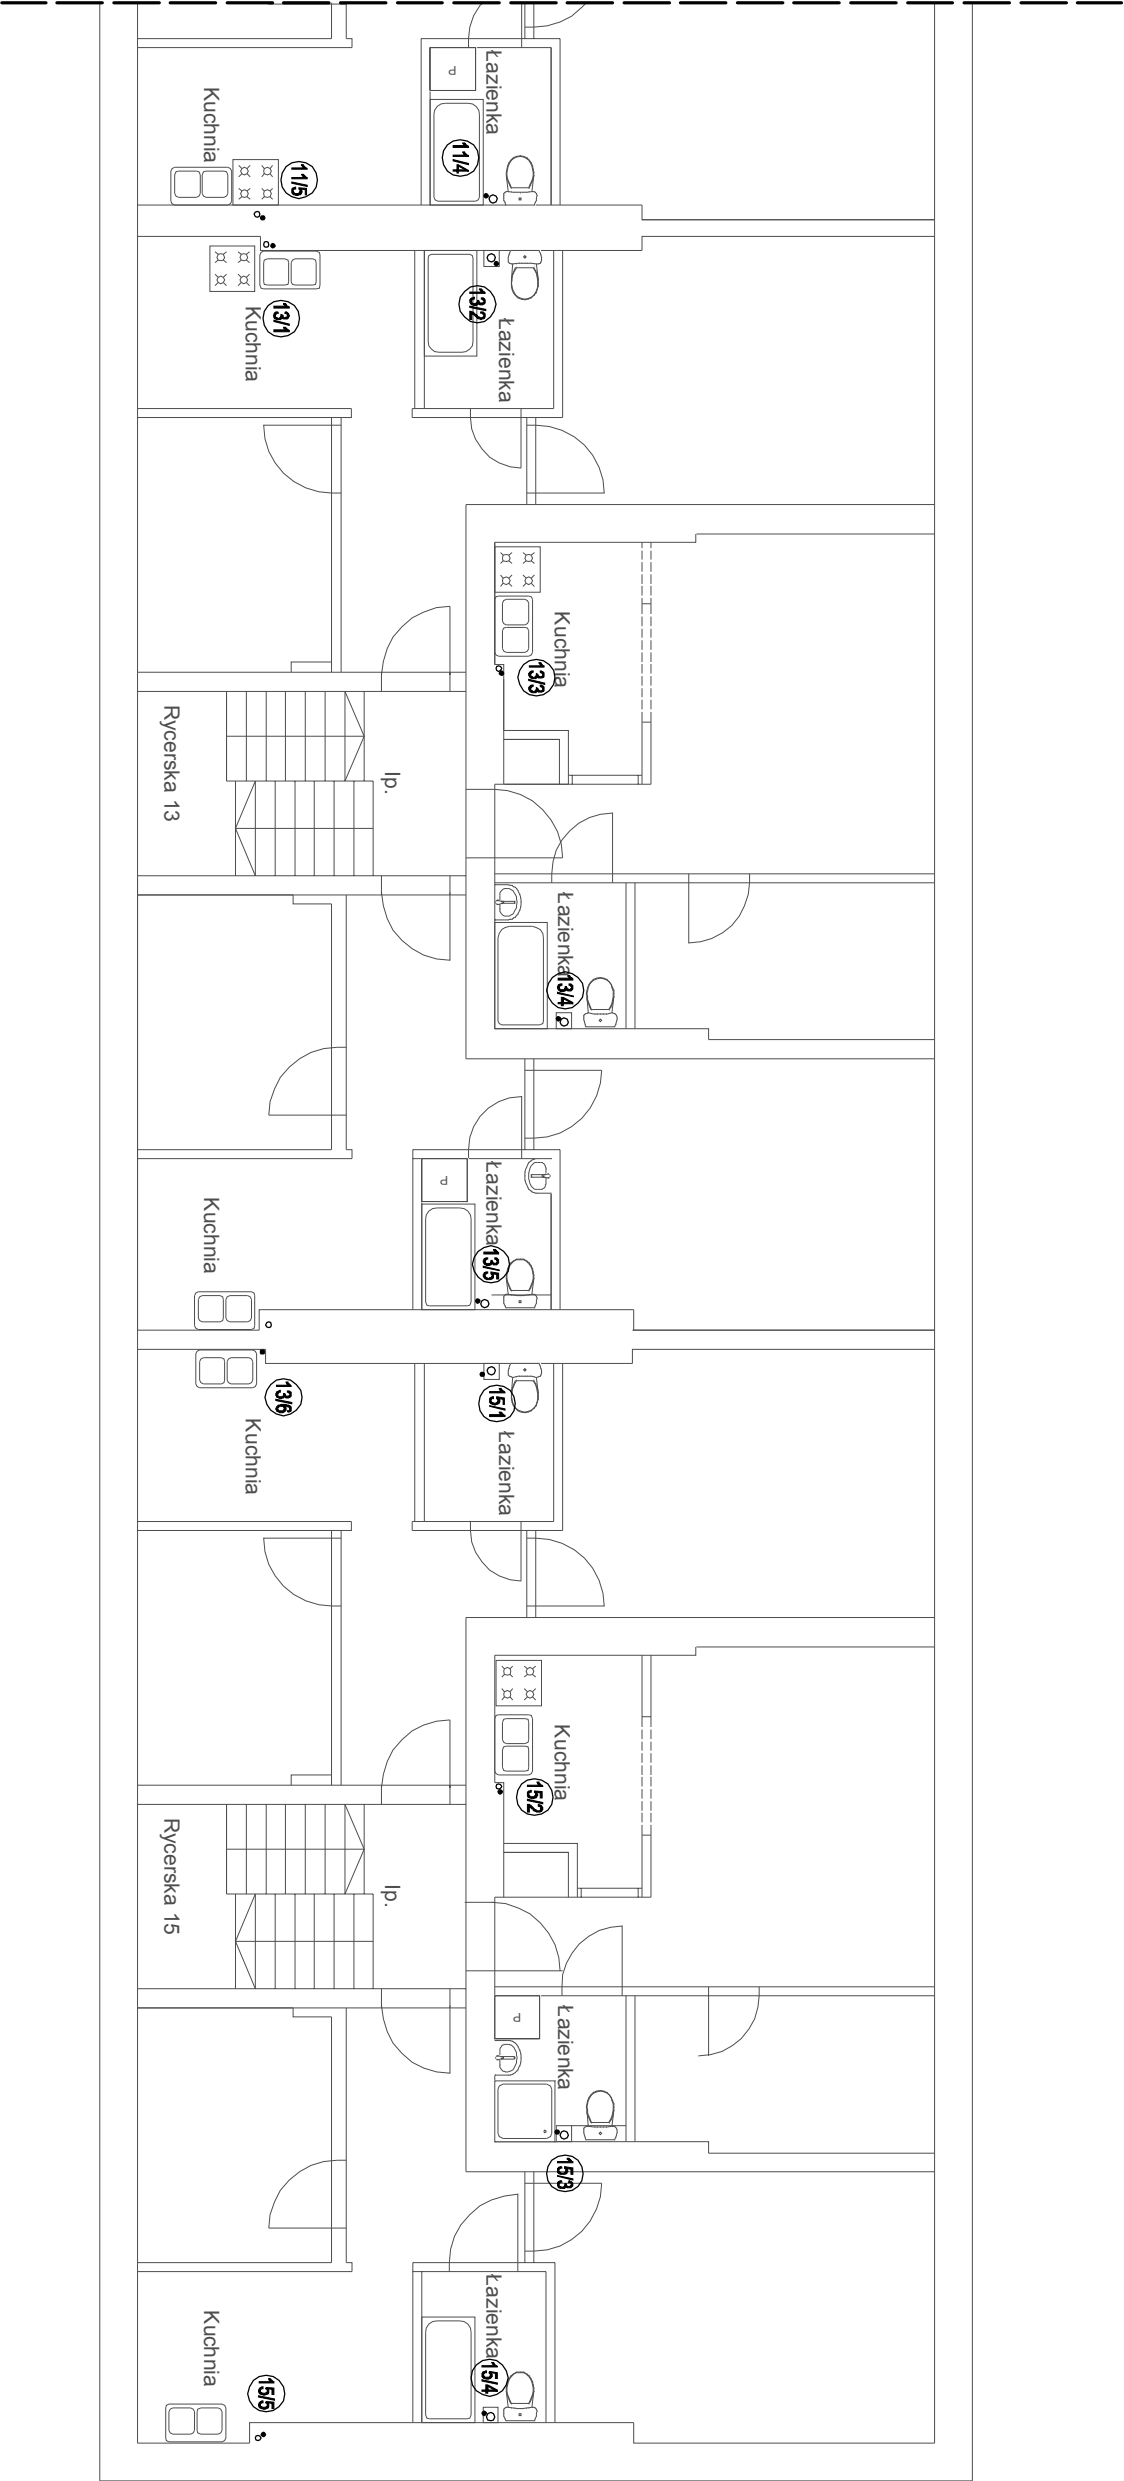 Łazienka
P
Kuchnia
11/4
11/5
13/1
Kuchnia
13/2
Łazienka
Kuchnia
13/3
Rycerska 13
Ip.
Łazienka
13/4
Łazienka
P
Kuchnia
13/5
13/6
Kuchnia
15/1
Łazienka
Kuchnia
15/2
Rycerska 15
Ip.
Łazienka
P
15/3
Łazienka
Kuchnia
15/4
15/5